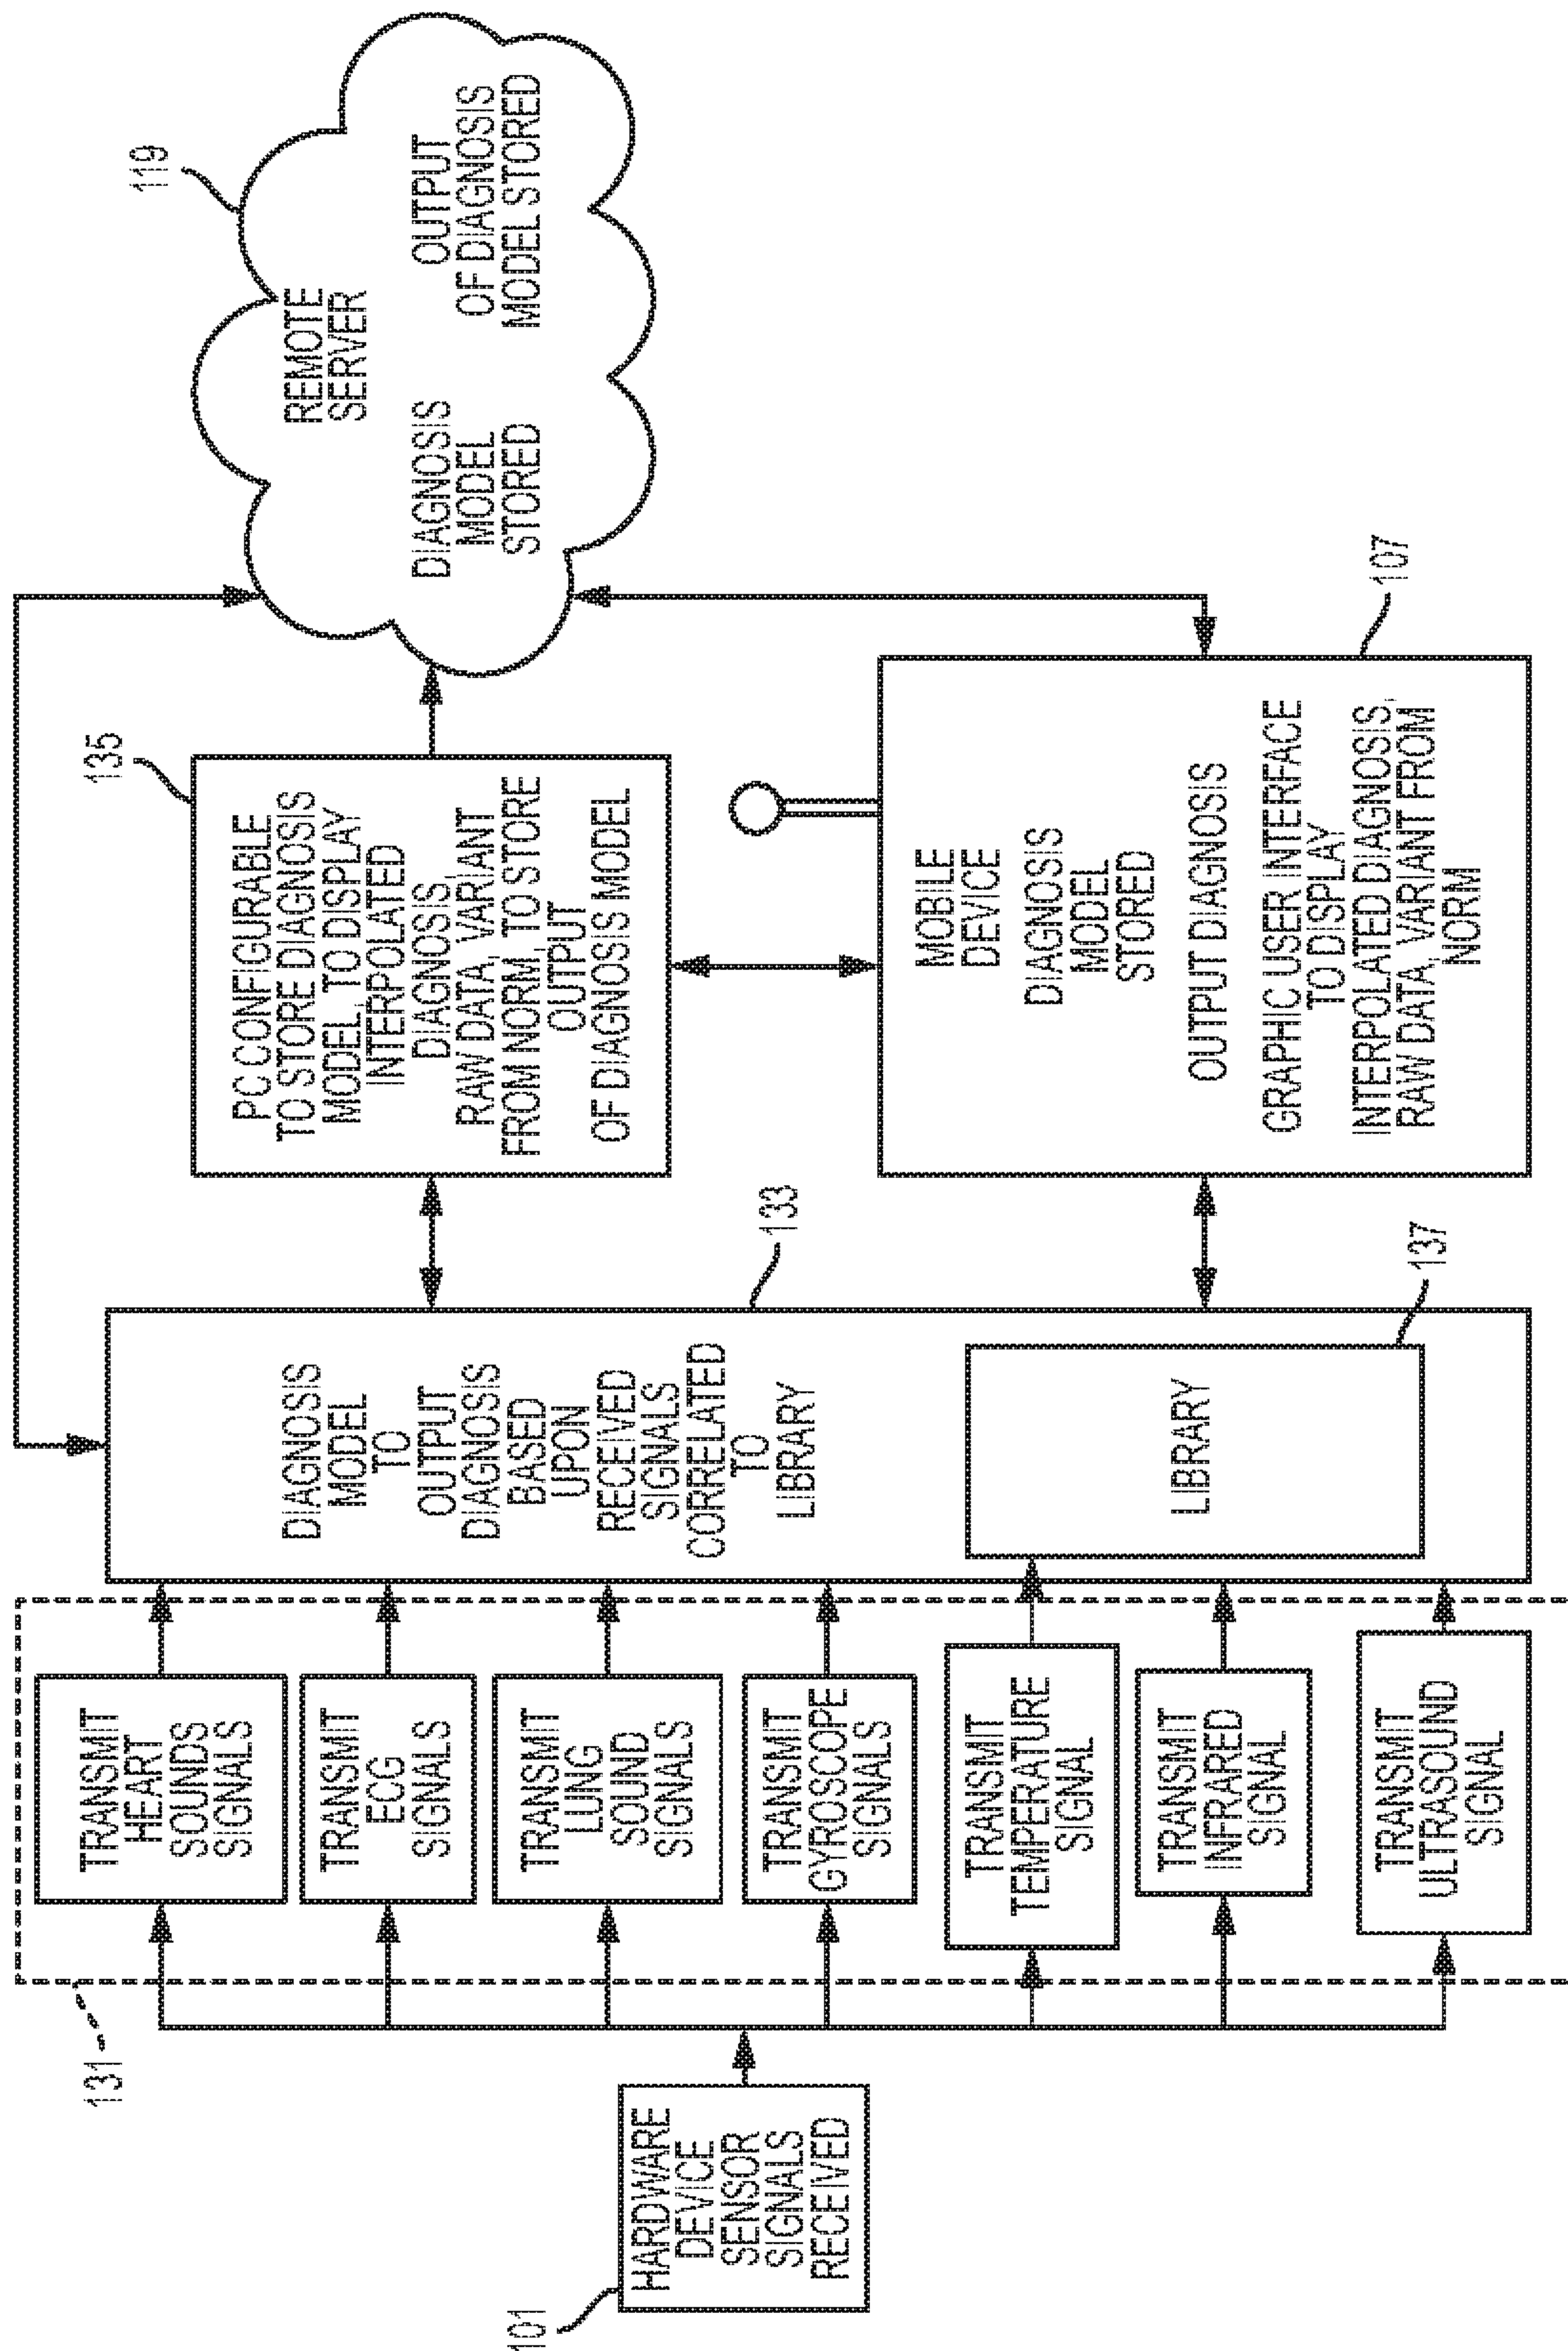 101
HARDWARE
DEVICE
SENSOR
SIGNALS
RECEIVED
131
TRANSMIT
HEART
SOUNDS
SIGNALS
TRANSMIT
ECG
SIGNALS
TRANSMIT
LUNG
SOUND
SIGNALS
TRANSMIT
GYROSCOPE
SIGNALS
TRANSMIT
TEMPERATURE
SIGNAL
TRANSMIT
INFRARED
SIGNAL
TRANSMIT
ULTRASOUND
SIGNAL
DIAGNOSIS
MODEL
TO
OUTPUT
DIAGNOSIS
BASED
UPON
RECEIVED
SIGNALS
CORRELATED
TO
LIBRARY
133
LIBRARY
137
135
PC CONFIGURABLE
TO STORE DIAGNOSIS
MODEL, TO DISPLAY
INTERPOLATED
DIAGNOSIS,
RAW DATA, VARIANT
FROM NORM, TO STORE
OUTPUT
OF DIAGNOSIS MODEL
MOBILE
DEVICE
DIAGNOSIS
MODEL
STORED
OUTPUT DIAGNOSIS
GRAPHIC USER INTERFACE
TO DISPLAY
INTERPOLATED DIAGNOSIS,
RAW DATA, VARIANT FROM
NORM
107
119
REMOTE
SERVER
DIAGNOSIS
MODEL
STORED
OUTPUT
OF DIAGNOSIS
MODEL STORED